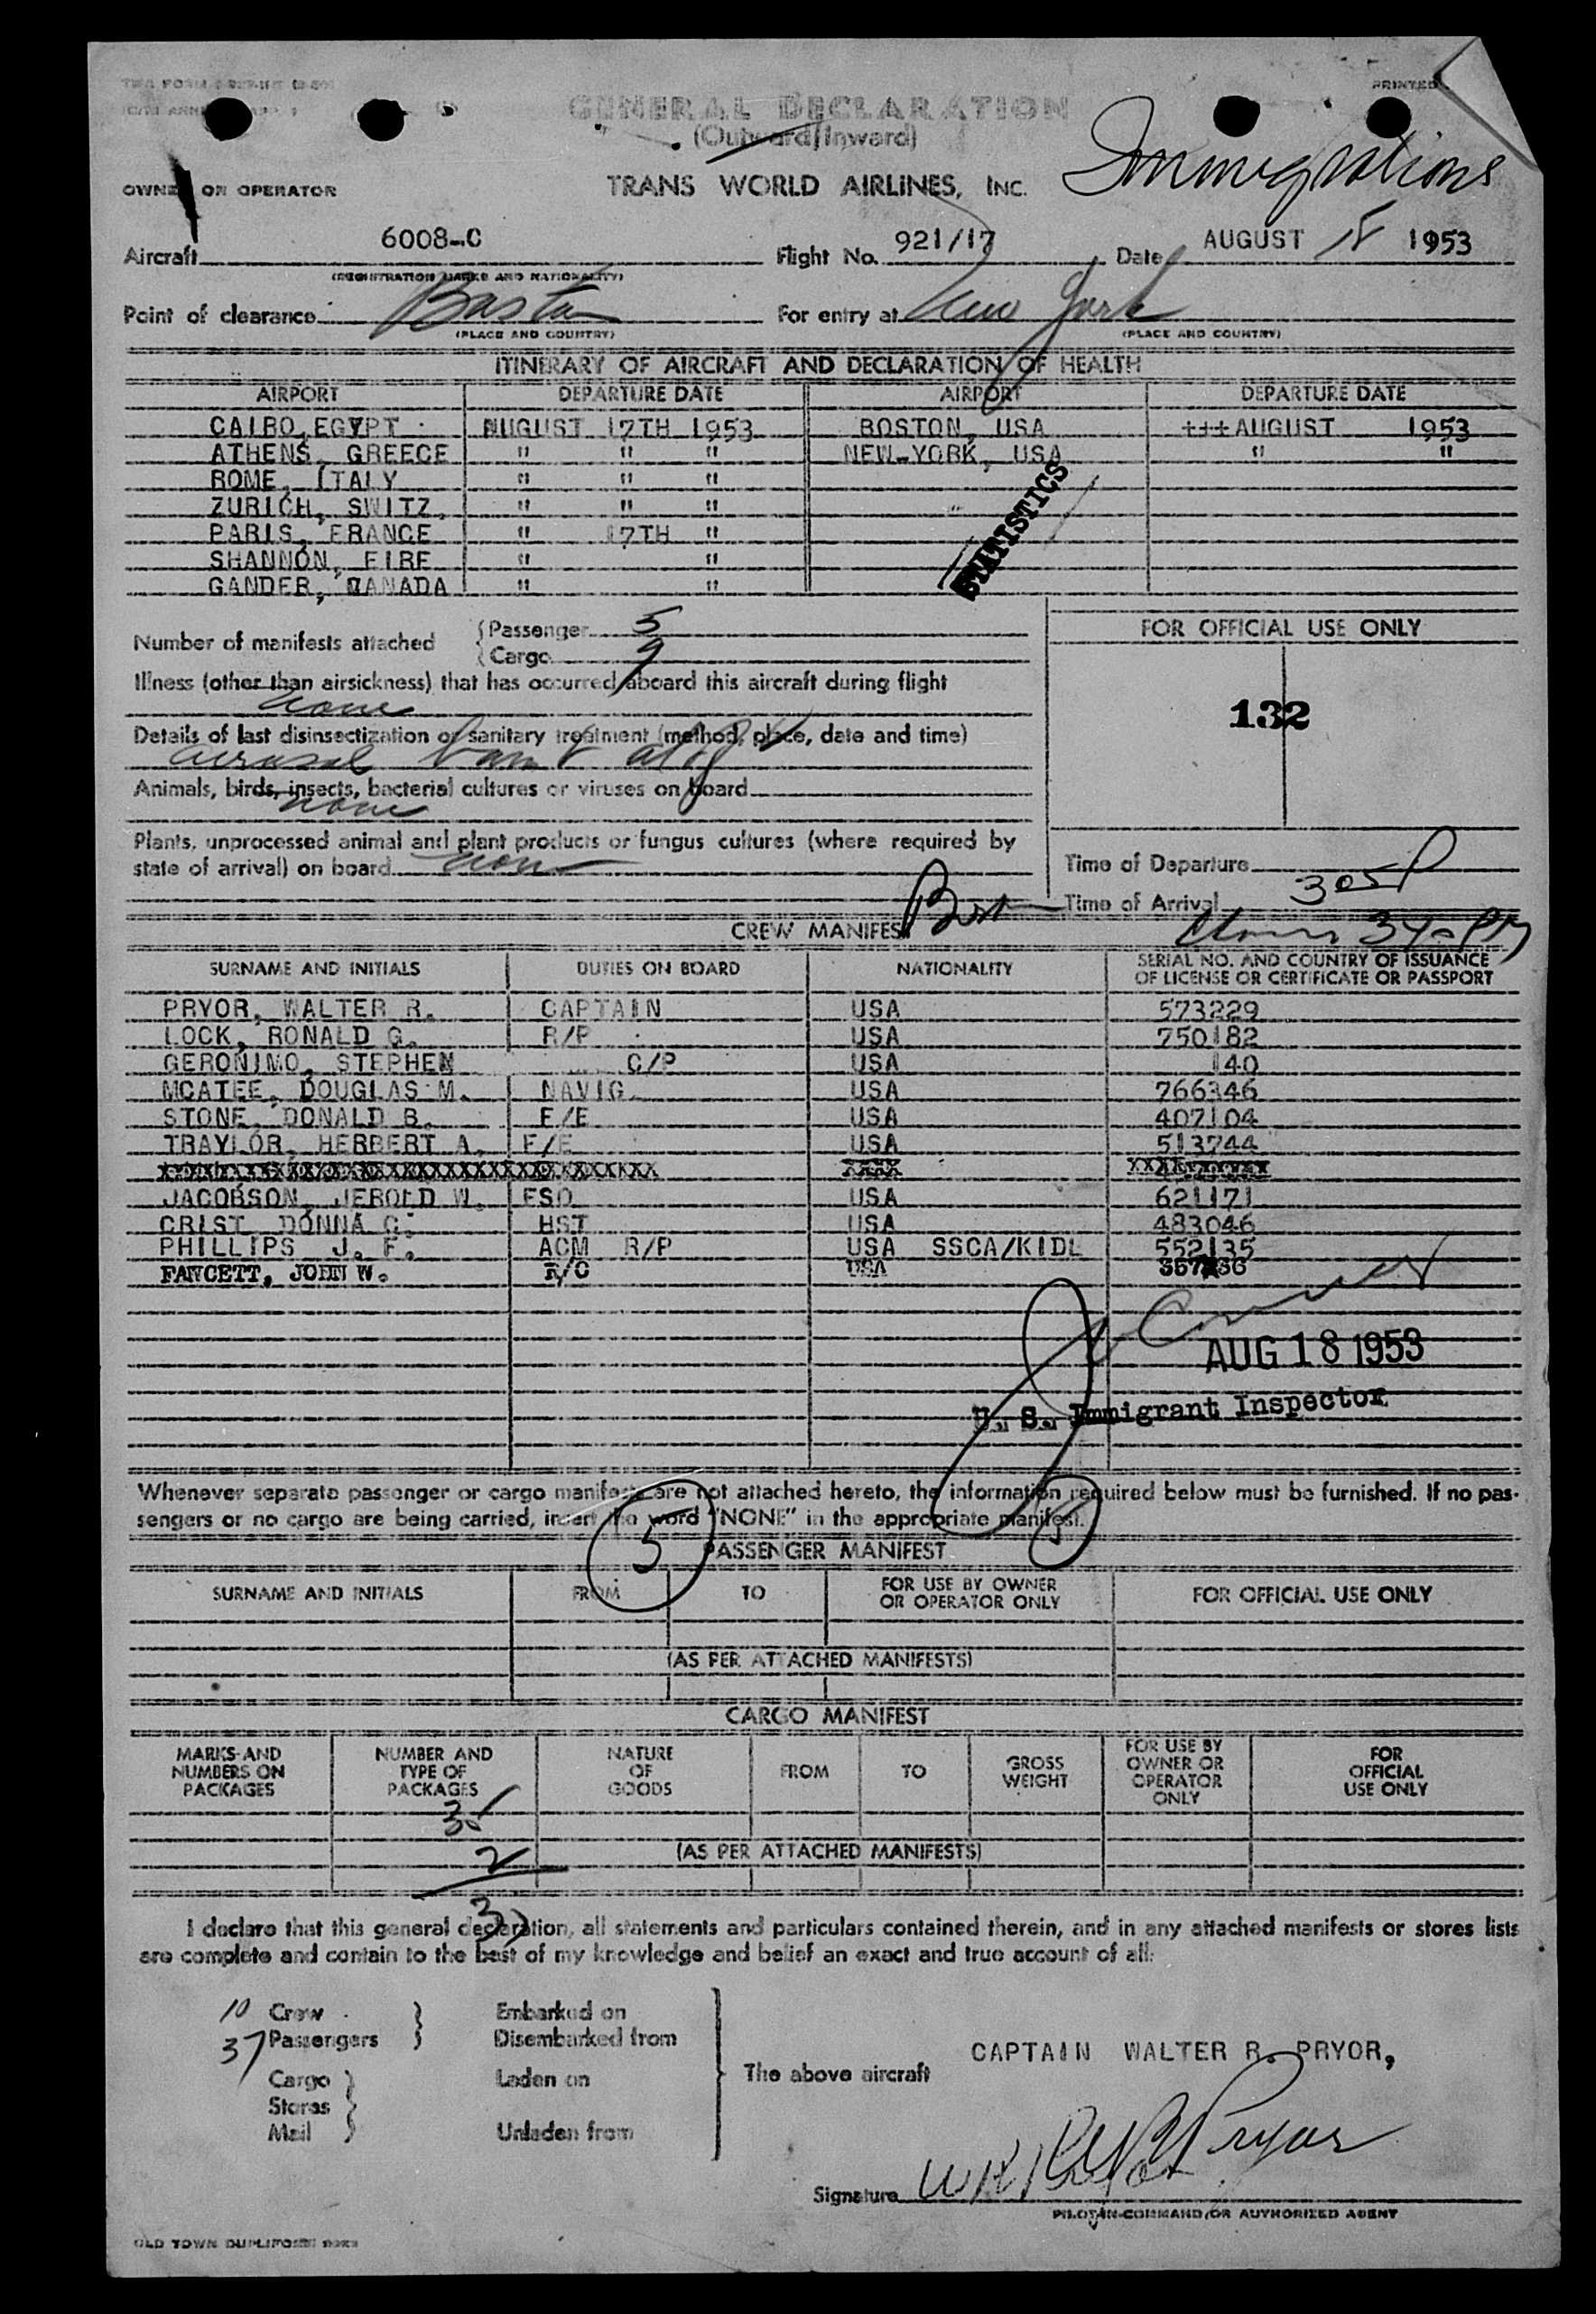 PRINTED
GENERAL DECLARATION
(Outward/Inward)
Immigrations
OWNER OR OPERATOR TRANS WORLD AIRLINES, INC.
Aircraft 6008-C Flight No. 921/17 Date AUGUST 18 1953
(REGISTRATION MARKS AND NATIONALITY)
Point of clearance Boston For entry at New York
(PLACE AND COUNTRY) (PLACE AND COUNTRY)
ITINERARY OF AIRCRAFT AND DECLARATION OF HEALTH
AIRPORT DEPARTURE DATE AIRPORT DEPARTURE DATE
CAIRO, EGYPT AUGUST 17TH 1953 BOSTON, USA +++AUGUST 1953
ATHENS, GREECE " " " NEW-YORK, USA " "
ROME, ITALY " " "
ZURICH, SWITZ. " " "
PARIS, FRANCE " 17TH "
SHANNON, EIRE " "
GANDER, CANADA " "
STATISTICS
Number of manifests attached {Passenger 5
{Cargo 9
FOR OFFICIAL USE ONLY
132
Illness (other than airsickness) that has occurred aboard this aircraft during flight
none
Details of last disinsectization or sanitary treatment (method, place, date and time)
aerosol
Animals, birds, insects, bacterial cultures or viruses on board
none
Plants, unprocessed animal and plant products or fungus cultures (where required by
state of arrival) on board none
Time of Departure
Time of Arrival 305P
340 PM
CREW MANIFEST
SURNAME AND INITIALS DUTIES ON BOARD NATIONALITY SERIAL NO. AND COUNTRY OF ISSUANCE
OF LICENSE OR CERTIFICATE OR PASSPORT
PRYOR, WALTER R. CAPTAIN USA 573229
LOCK, RONALD G. R/P USA 750182
GERONIMO, STEPHEN C/P USA 140
MCATEE, DOUGLAS M. NAVIG. USA 766346
STONE, DONALD B. F/E USA 407104
TRAYLOR, HERBERT A. F/E USA 513744
JACOBSON, JEROLD W. FSO USA 621171
CRIST, DONNA C. HST USA 483046
PHILLIPS J. F. ACM R/P USA SSCA/KIDL 552135
FAWCETT, JOHN W. R/O USA
AUG 18 1953
U. S. Immigrant Inspector
Whenever separate passenger or cargo manifests are not attached hereto, the information required below must be furnished. If no pas-
sengers or no cargo are being carried, insert the word "NONE" in the appropriate manifest.
5
PASSENGER MANIFEST
SURNAME AND INITIALS FROM TO FOR USE BY OWNER
OR OPERATOR ONLY FOR OFFICIAL USE ONLY
(AS PER ATTACHED MANIFESTS)
CARGO MANIFEST
MARKS AND
NUMBERS ON
PACKAGES
NUMBER AND
TYPE OF
PACKAGES
NATURE
OF
GOODS
FROM
TO
GROSS
WEIGHT
FOR USE BY
OWNER OR
OPERATOR
ONLY
FOR
OFFICIAL
USE ONLY
35
2
(AS PER ATTACHED MANIFESTS)
37
I declare that this general declaration, all statements and particulars contained therein, and in any attached manifests or stores lists
are complete and contain to the best of my knowledge and belief an exact and true account of all:
10 Crew } Embarked on
37 Passengers } Disembarked from
CAPTAIN WALTER R. PRYOR,
The above aircraft
Cargo } Laden on
Stores
Mail } Unladen from
Signature W R Pryor
PILOT-IN-COMMAND, OR AUTHORIZED AGENT
OLD TOWN